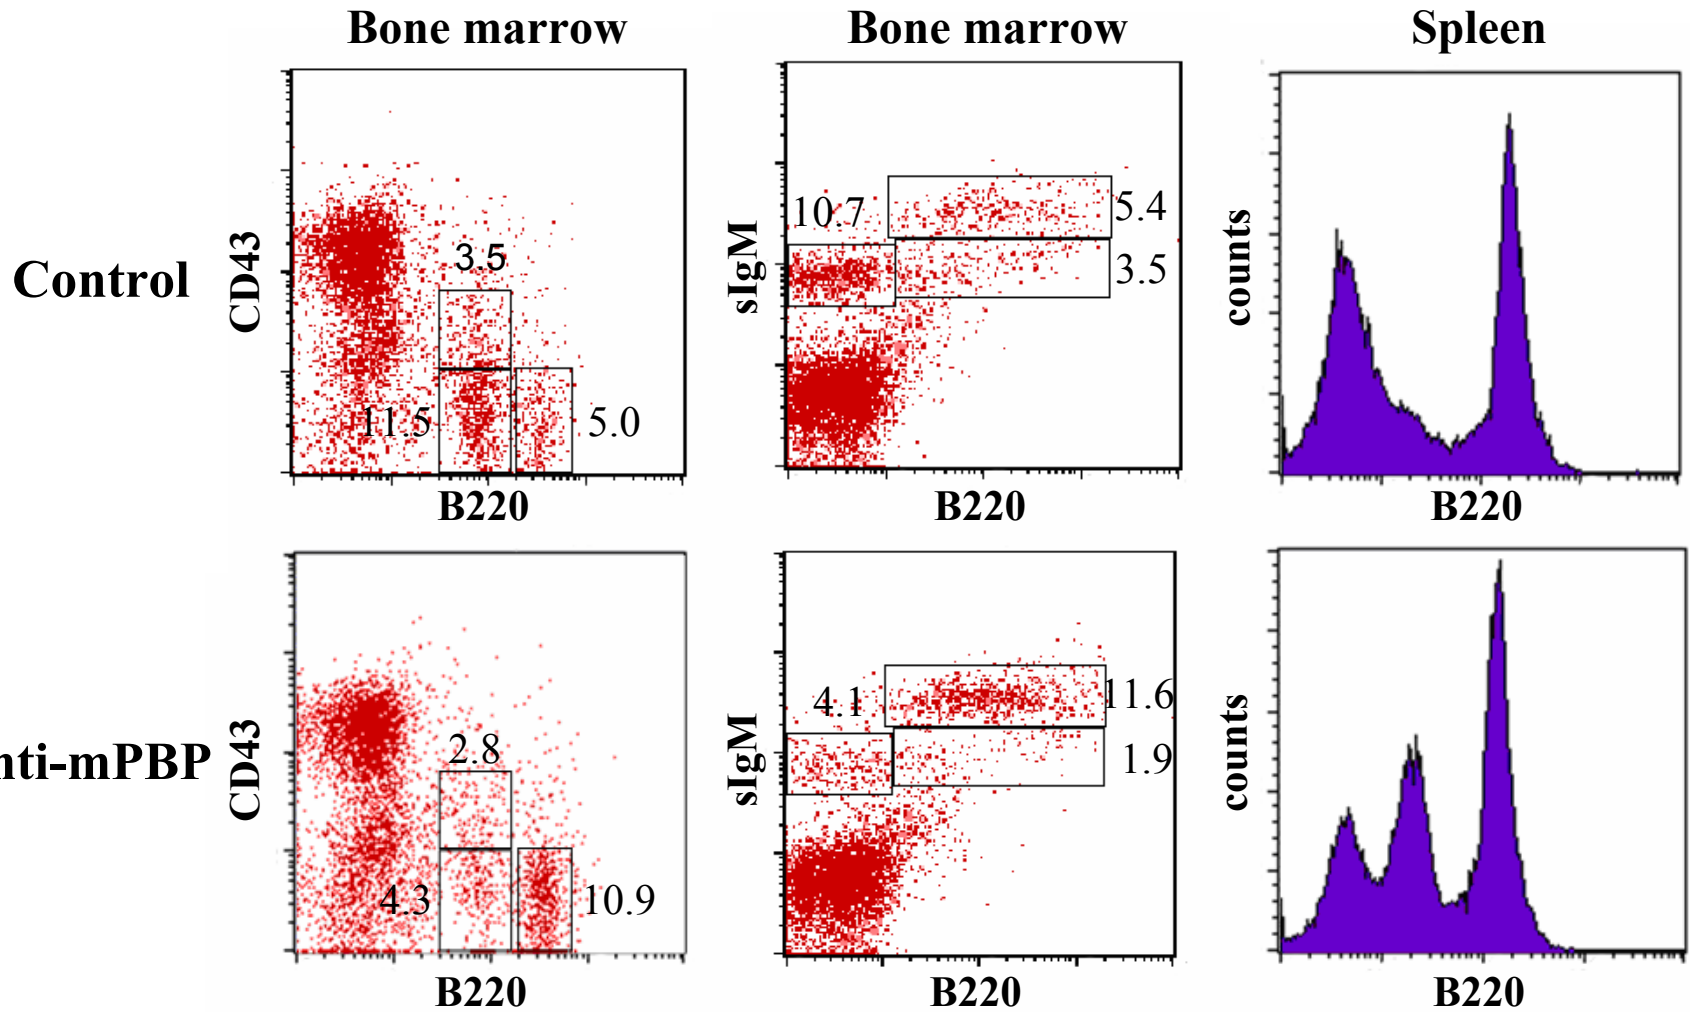 Bone marrow
Bone marrow
Spleen
Control
CD43
3.5
11.5
5.0
B220
sIgM
10.7
5.4
3.5
B220
counts
B220
nti-mPBP
CD43
2.8
4.3
10.9
B220
sIgM
4.1
11.6
1.9
B220
counts
B220